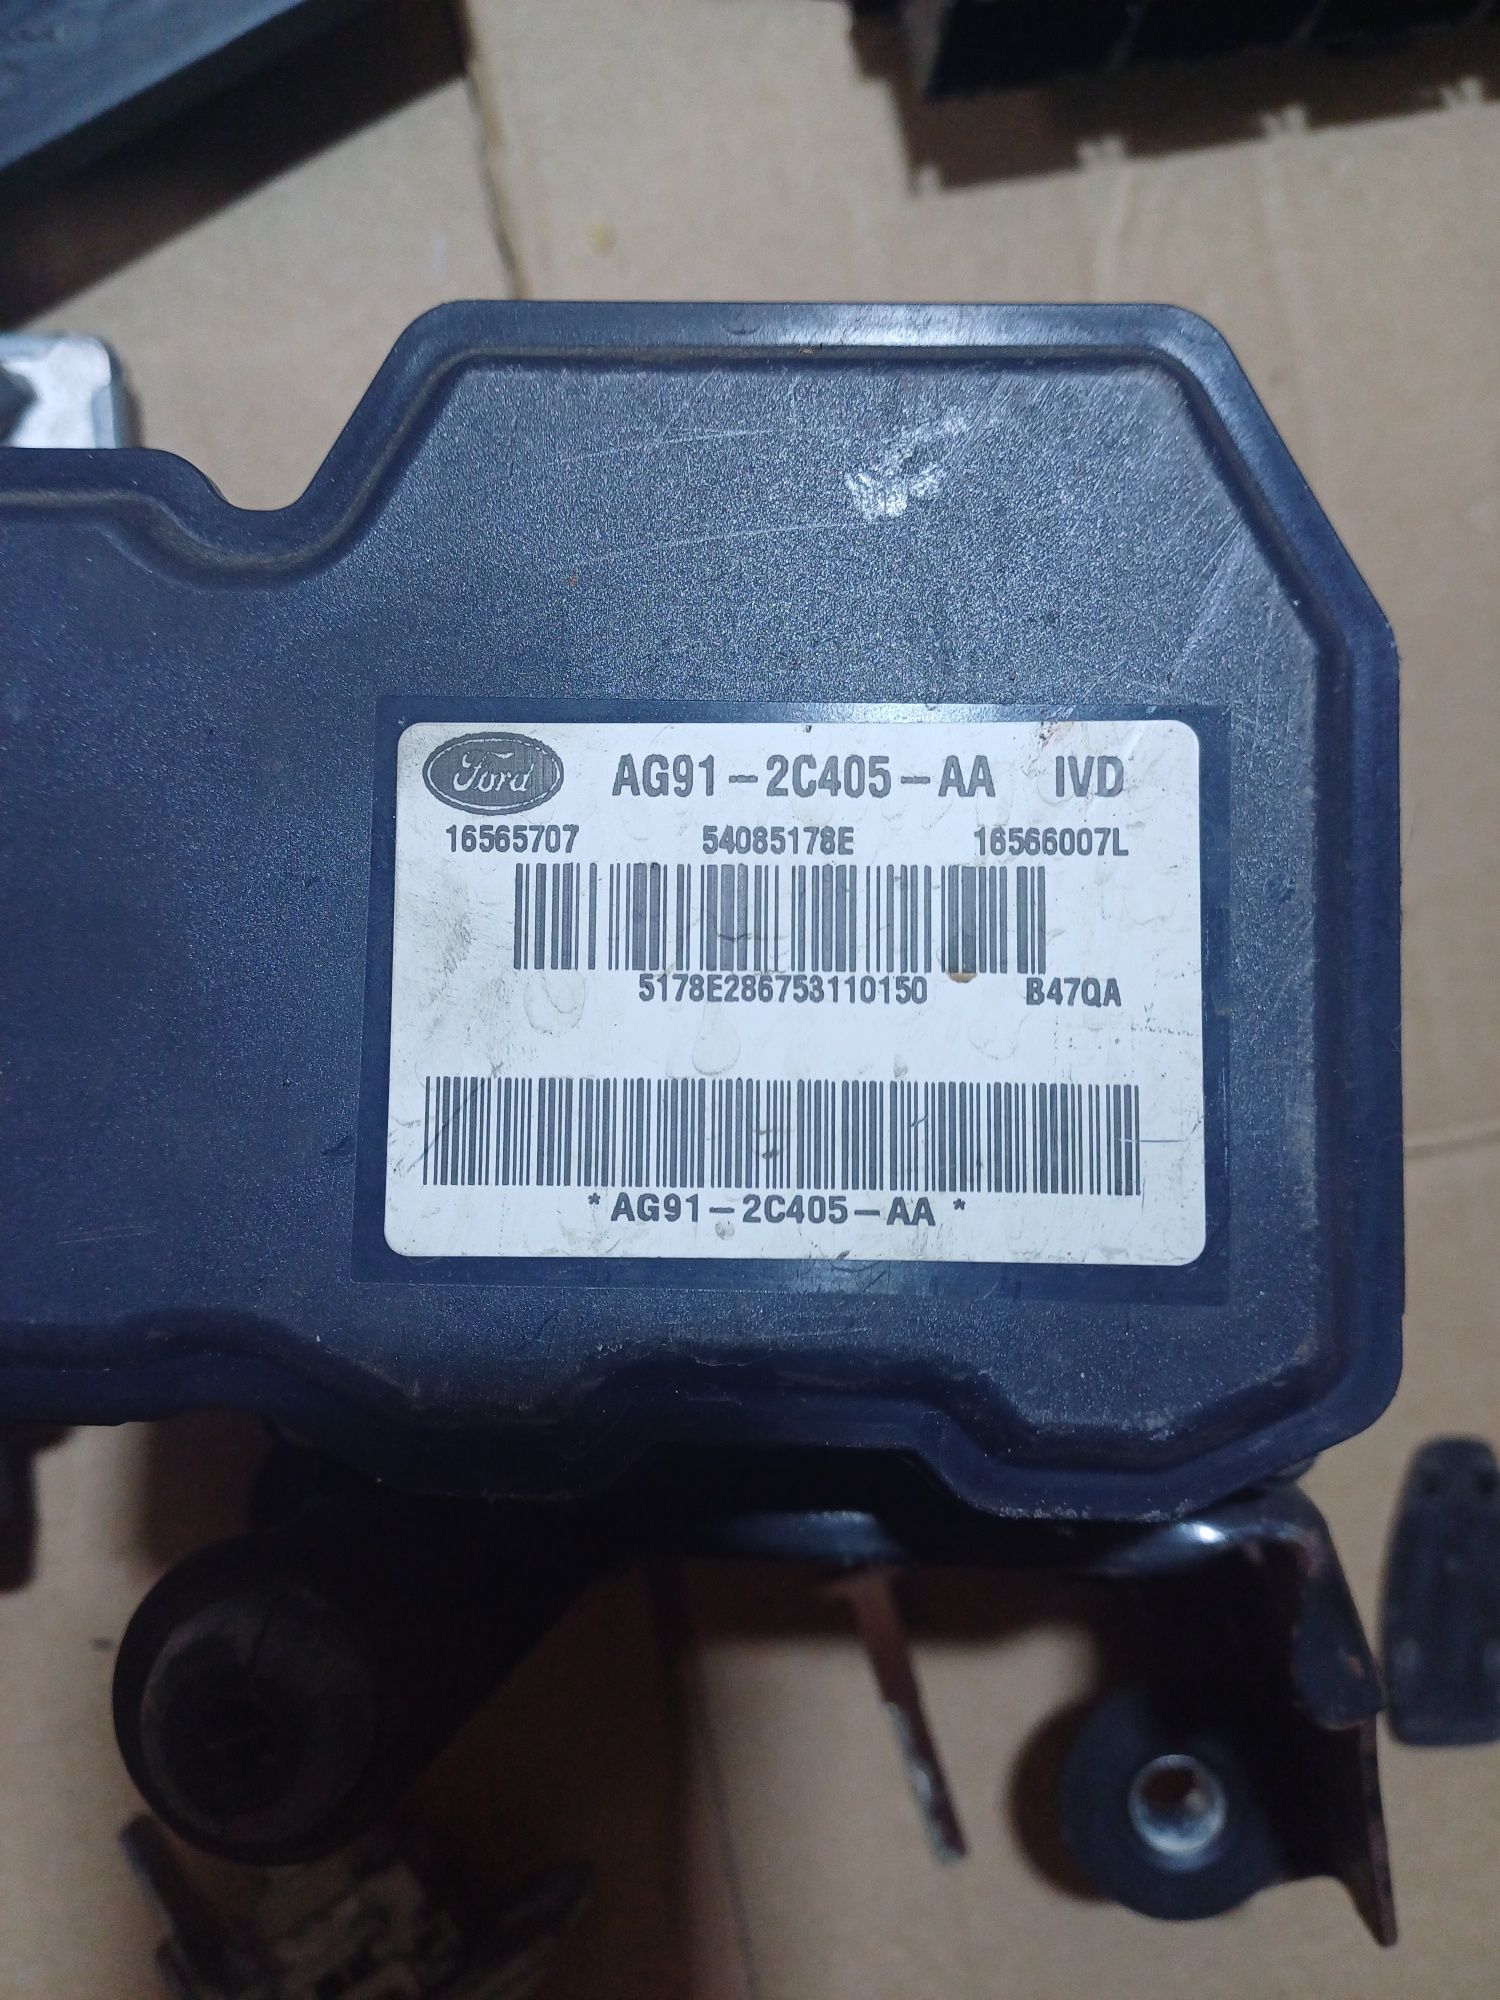 Ford AG91-2C405-AA IVD
16565707 54085178E 16566007L
5178E286753110150 B47QA
*AG91-2C405-AA*